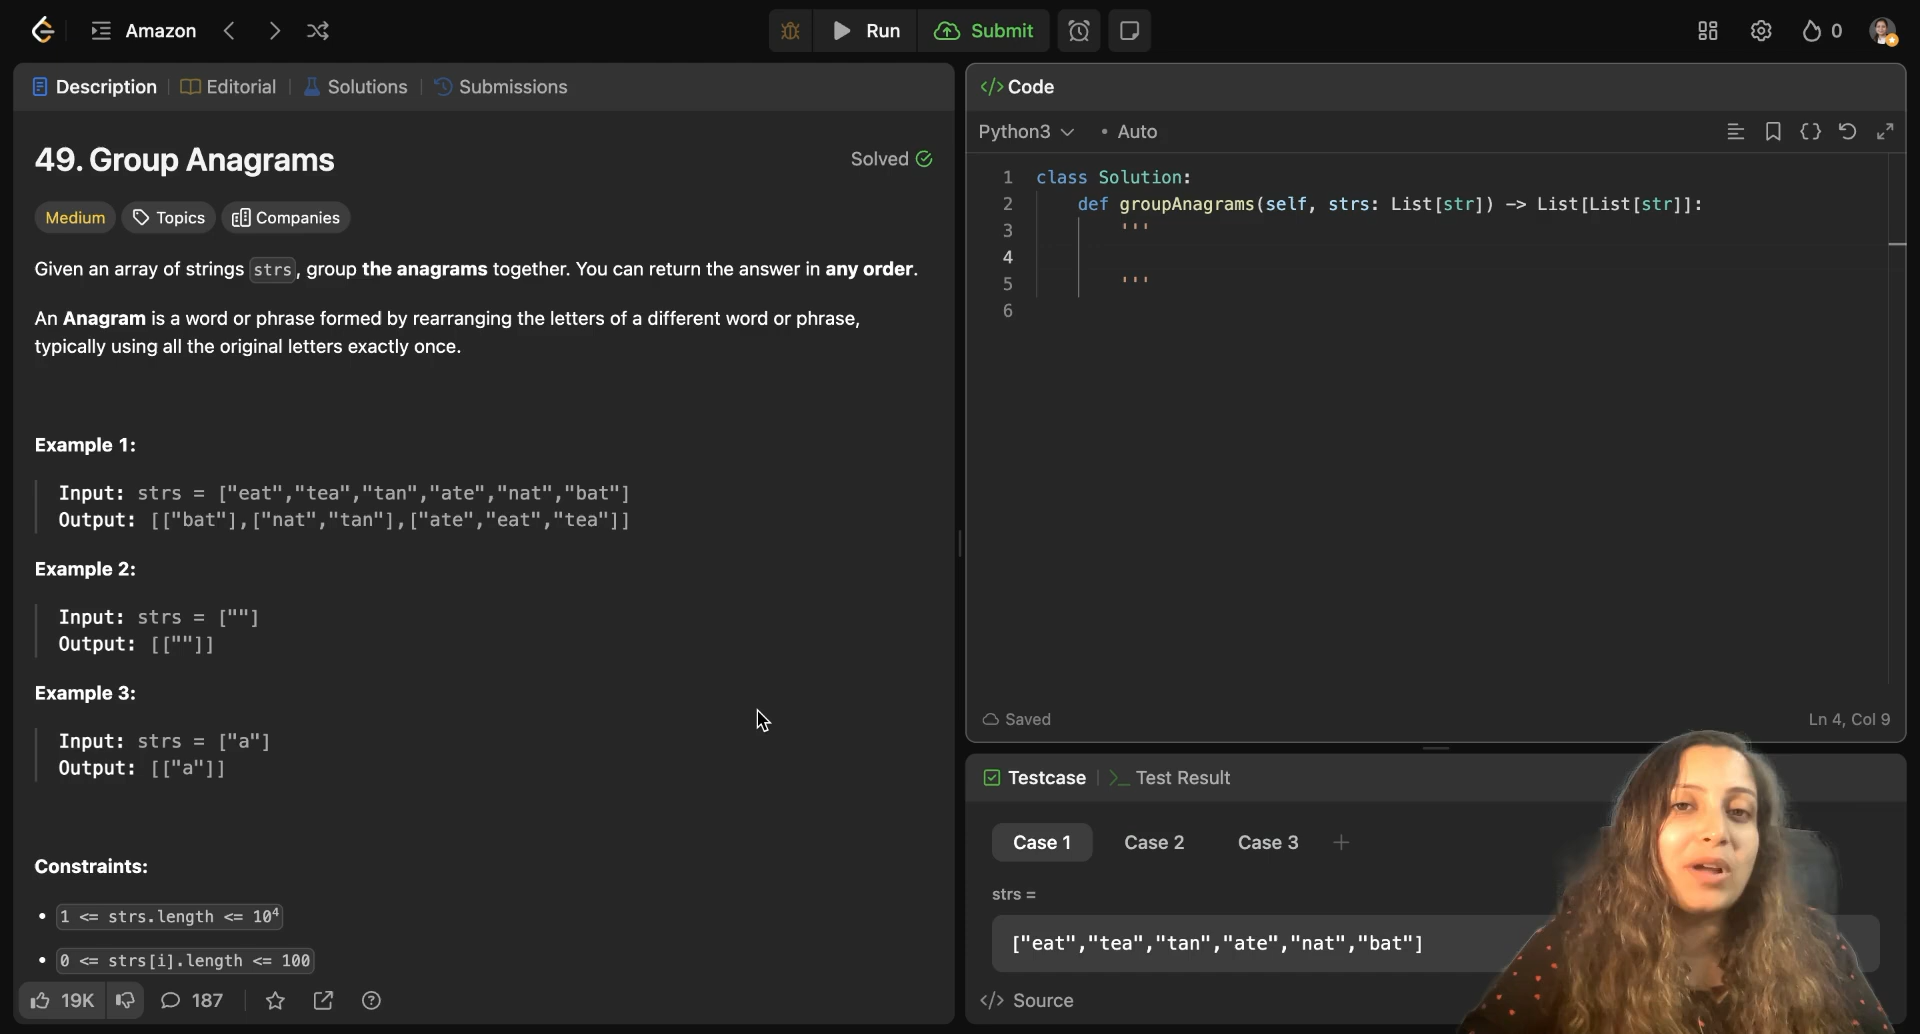 Amazon
Run
Submit
0
Description
Editorial
Solutions
Submissions
49. Group Anagrams
Solved
Medium
Topics
Companies
Given an array of strings strs, group the anagrams together. You can return the answer in any order.
An Anagram is a word or phrase formed by rearranging the letters of a different word or phrase,
typically using all the original letters exactly once.
Example 1:
Input: strs = ["eat","tea","tan","ate","nat","bat"]
Output: [["bat"],["nat","tan"],["ate","eat","tea"]]
Example 2:
Input: strs = [""]
Output: [[""]]
Example 3:
Input: strs = ["a"]
Output: [["a"]]
Constraints:
• 1 <= strs.length <= 10⁴
• 0 <= strs[i].length <= 100
19K
187
</> Code
Python3
• Auto
1 class Solution:
2 def groupAnagrams(self, strs: List[str]) -> List[List[str]]:
3 '''
4
5 '''
6
Saved
Ln 4, Col 9
Testcase
>_ Test Result
Case 1
Case 2
Case 3
+
strs =
["eat","tea","tan","ate","nat","bat"]
</> Source